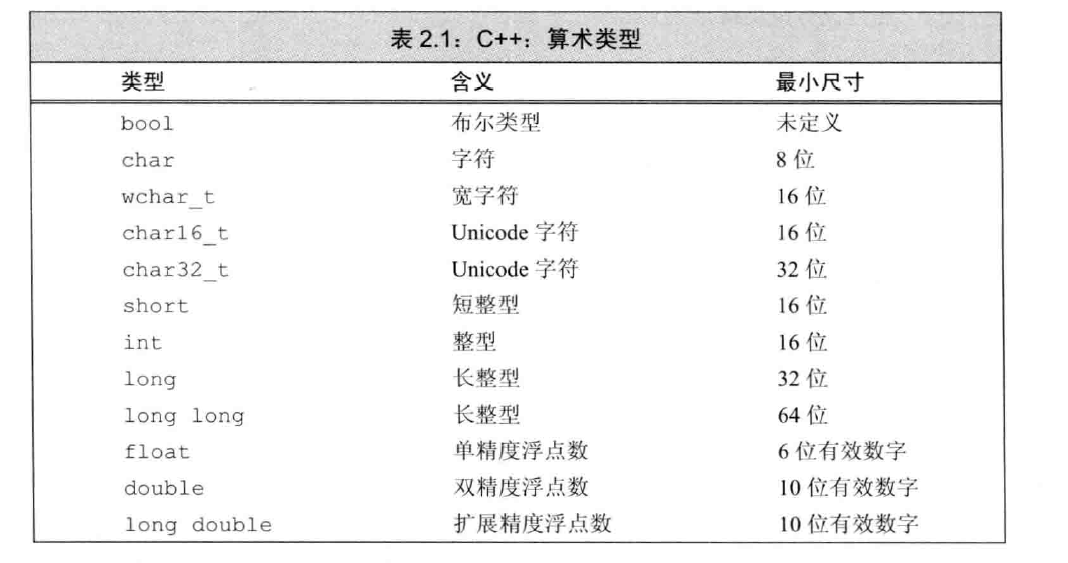 表 2.1：C++：算术类型
类型 含义 最小尺寸
bool 布尔类型 未定义
char 字符 8 位
wchar_t 宽字符 16 位
char16_t Unicode 字符 16 位
char32_t Unicode 字符 32 位
short 短整型 16 位
int 整型 16 位
long 长整型 32 位
long long 长整型 64 位
float 单精度浮点数 6 位有效数字
double 双精度浮点数 10 位有效数字
long double 扩展精度浮点数 10 位有效数字